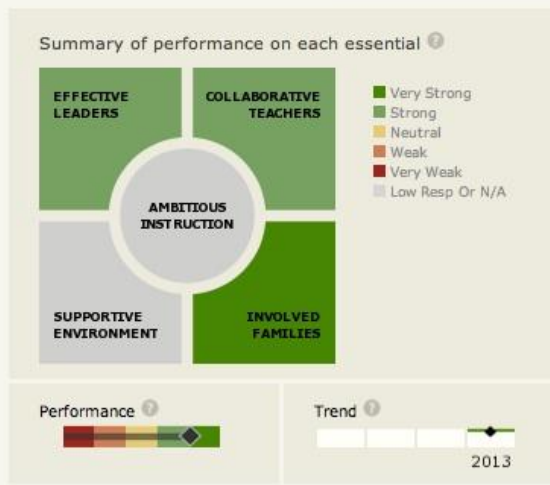 Summary of performance on each essential ?
EFFECTIVE
LEADERS
COLLABORATIVE
TEACHERS
AMBITIOUS
INSTRUCTION
SUPPORTIVE
ENVIRONMENT
INVOLVED
FAMILIES
Very Strong
Strong
Neutral
Weak
Very Weak
Low Resp Or N/A
Performance ?
Trend ?
2013